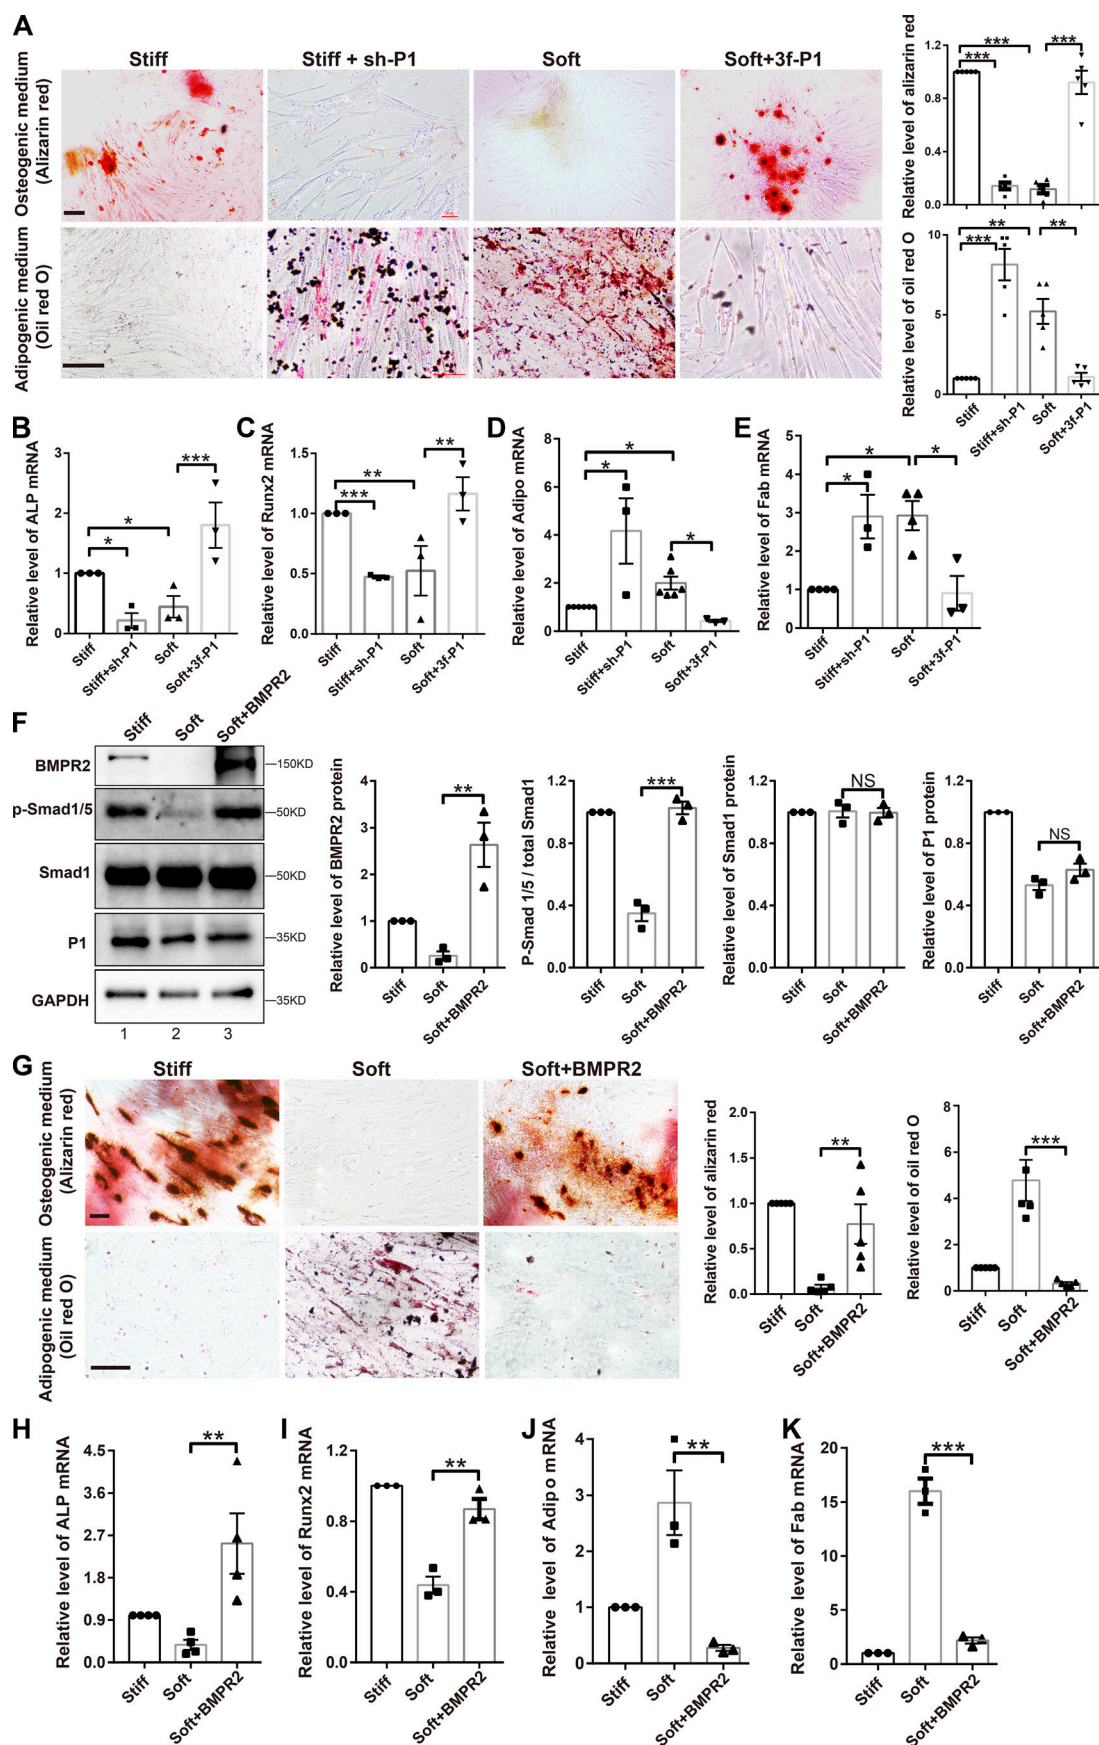 A
Stiff
Stiff + sh-P1
Soft
Soft+3f-P1
Osteogenic medium
(Alizarin red)
Adipogenic medium
(Oil red O)
Relative level of alizarin red
1.2
0.9
0.6
0.3
0.0
***
***
***
Relative level of oil red O
10
5
0
**
***
**
Stiff
Stiff+sh-P1
Soft
Soft+3f-P1
B
Relative level of ALP mRNA
3
2
1
0
***
*
*
Stiff
Stiff+sh-P1
Soft
Soft+3f-P1
C
Relative level of Runx2 mRNA
1.5
1.0
0.5
0.0
**
**
***
Stiff
Stiff+sh-P1
Soft
Soft+3f-P1
D
Relative level of Adipo mRNA
8
6
4
2
0
*
*
*
Stiff
Stiff+sh-P1
Soft
Soft+3f-P1
E
Relative level of Fab mRNA
5
4
3
2
1
0
*
*
*
Stiff
Stiff+sh-P1
Soft
Soft+3f-P1
F
Stiff
Soft
Soft+BMPR2
BMPR2
150KD
p-Smad1/5
50KD
Smad1
50KD
P1
35KD
GAPDH
35KD
1 2 3
Relative level of BMPR2 protein
4
3
2
1
0
**
Stiff
Soft
Soft+BMPR2
P-Smad 1/5 / total Smad1
1.2
0.8
0.4
0.0
***
Stiff
Soft
Soft+BMPR2
Relative level of Smad1 protein
1.2
0.9
0.6
0.3
0.0
NS
Stiff
Soft
Soft+BMPR2
Relative level of P1 protein
1.2
0.9
0.6
0.3
0.0
NS
Stiff
Soft
Soft+BMPR2
G
Stiff
Soft
Soft+BMPR2
Osteogenic medium
(Alizarin red)
Adipogenic medium
(Oil red O)
Relative level of alizarin red
2.0
1.5
1.0
0.5
0.0
**
Stiff
Soft
Soft+BMPR2
Relative level of oil red O
8
6
4
2
0
***
Stiff
Soft
Soft+BMPR2
H
Relative level of ALP mRNA
4.5
3.6
2.7
1.8
0.9
0.0
**
Stiff
Soft
Soft+BMPR2
I
Relative level of Runx2 mRNA
1.2
0.8
0.4
0.0
**
Stiff
Soft
Soft+BMPR2
J
Relative level of Adipo mRNA
4
3
2
1
0
**
Stiff
Soft
Soft+BMPR2
K
Relative level of Fab mRNA
20
15
10
5
0
***
Stiff
Soft
Soft+BMPR2